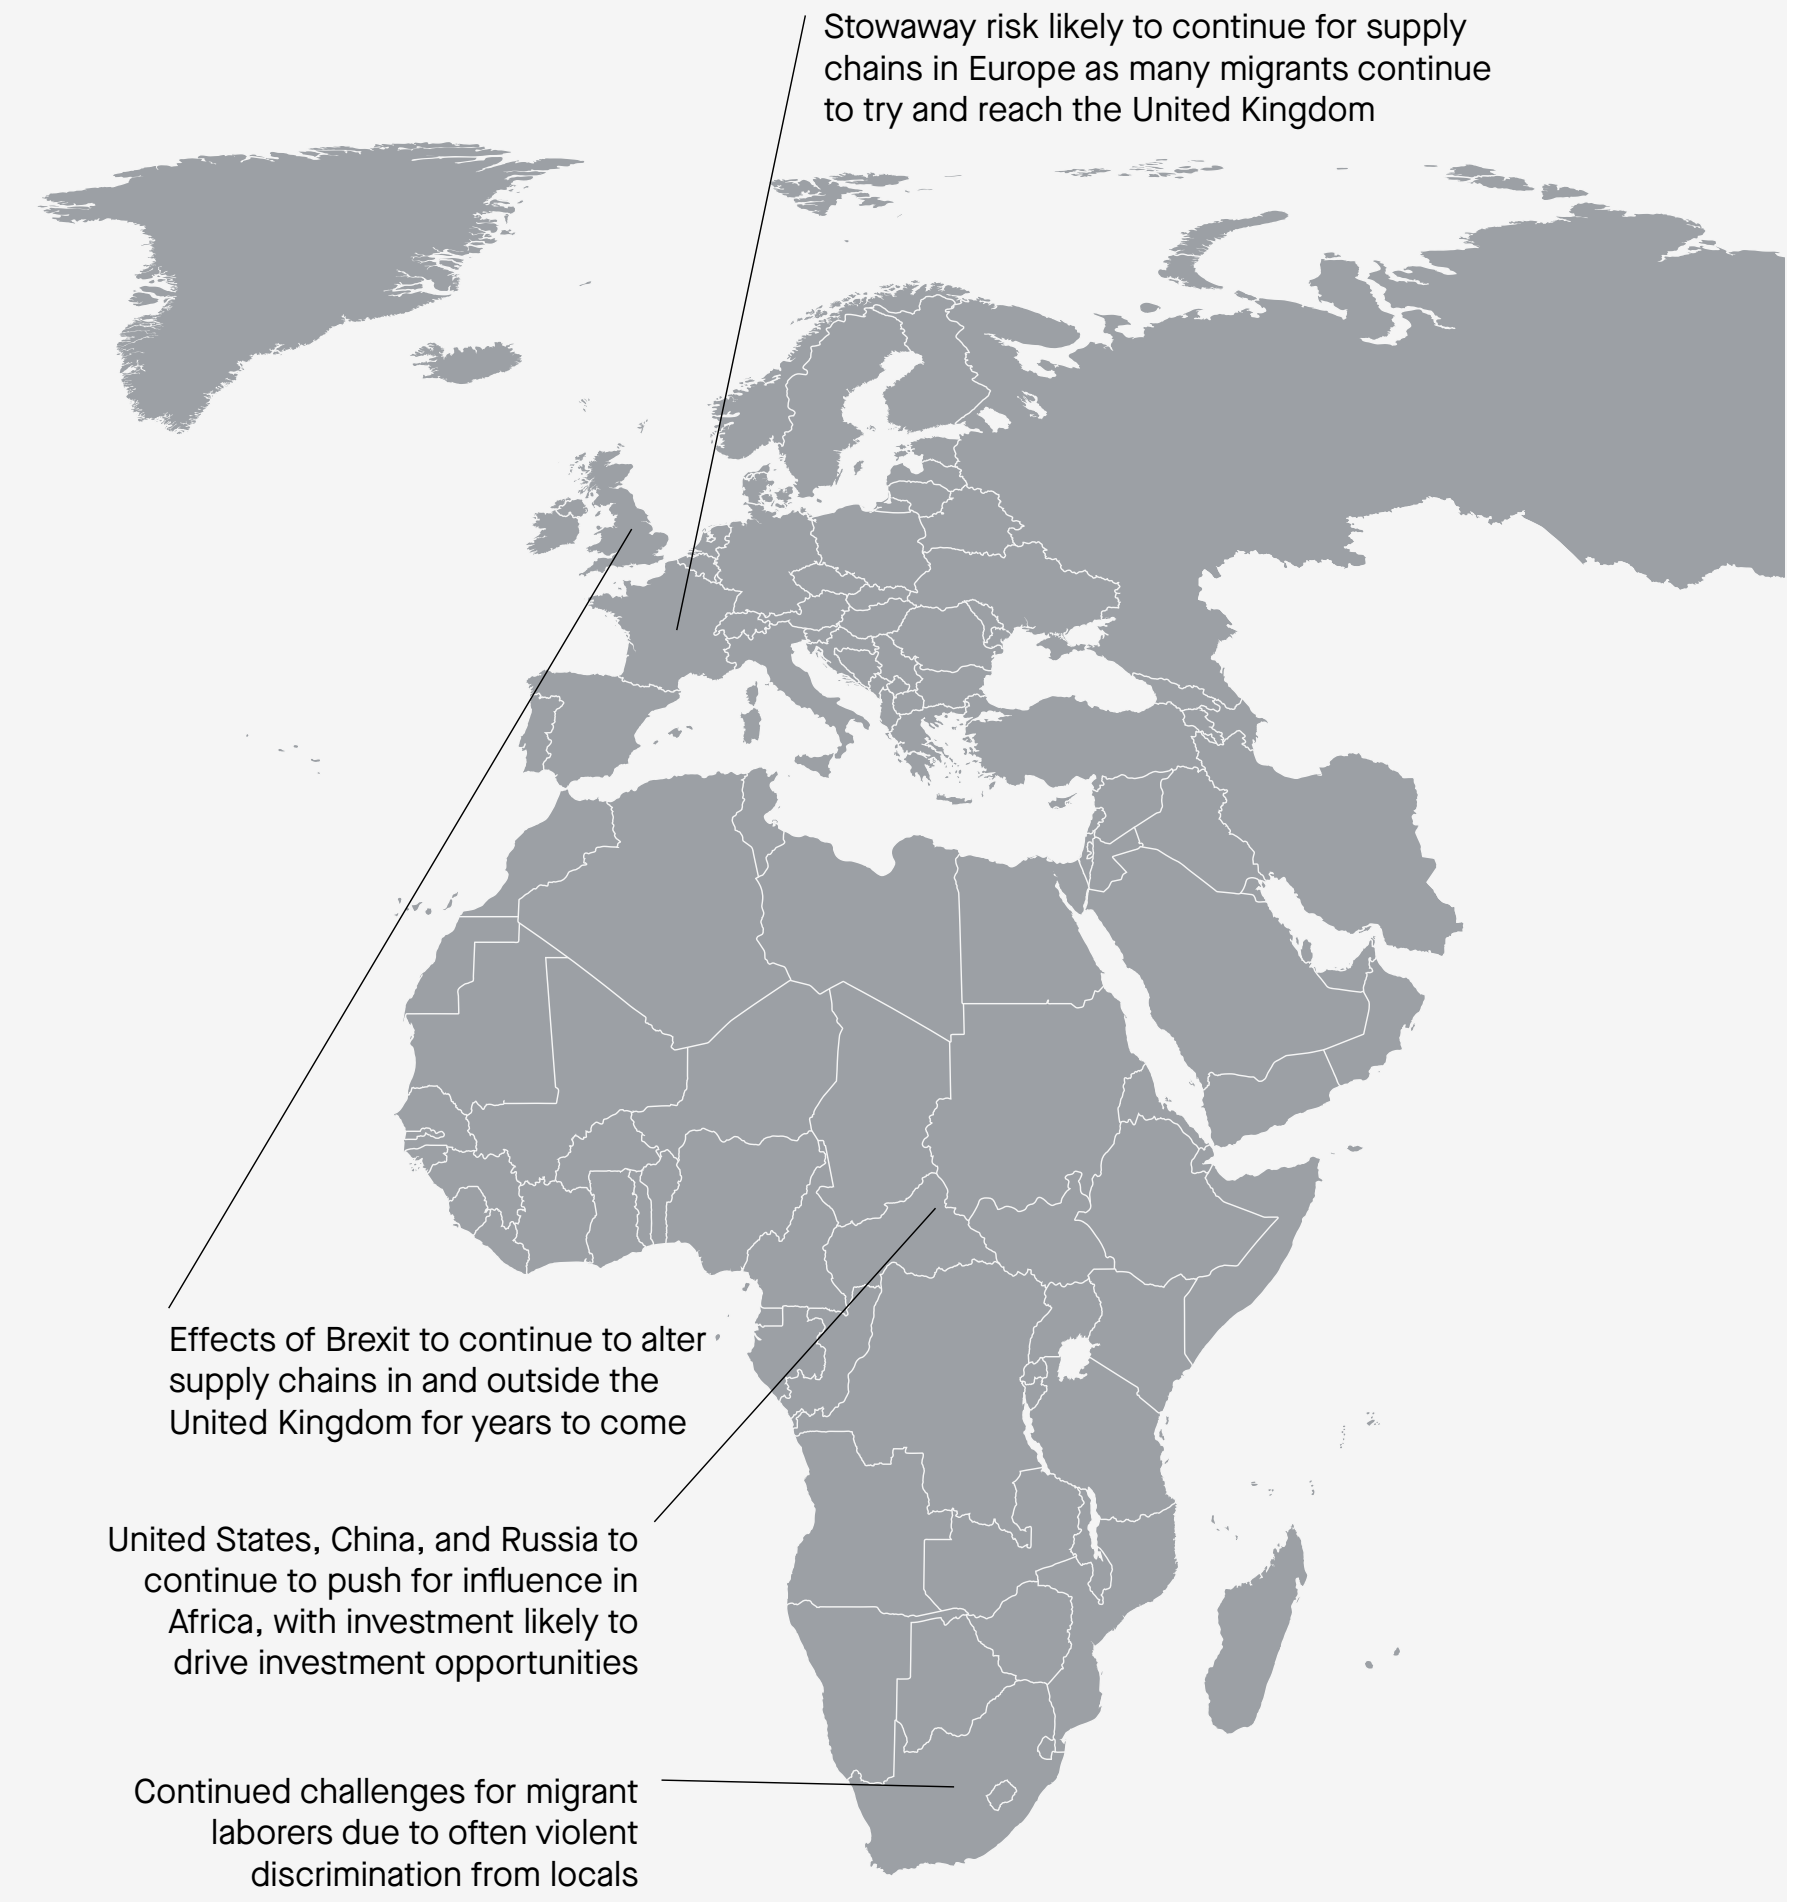 Stowaway risk likely to continue for supply
chains in Europe as many migrants continue
to try and reach the United Kingdom
Effects of Brexit to continue to alter
supply chains in and outside the
United Kingdom for years to come
United States, China, and Russia to
continue to push for influence in
Africa, with investment likely to
drive investment opportunities
Continued challenges for migrant
laborers due to often violent
discrimination from locals